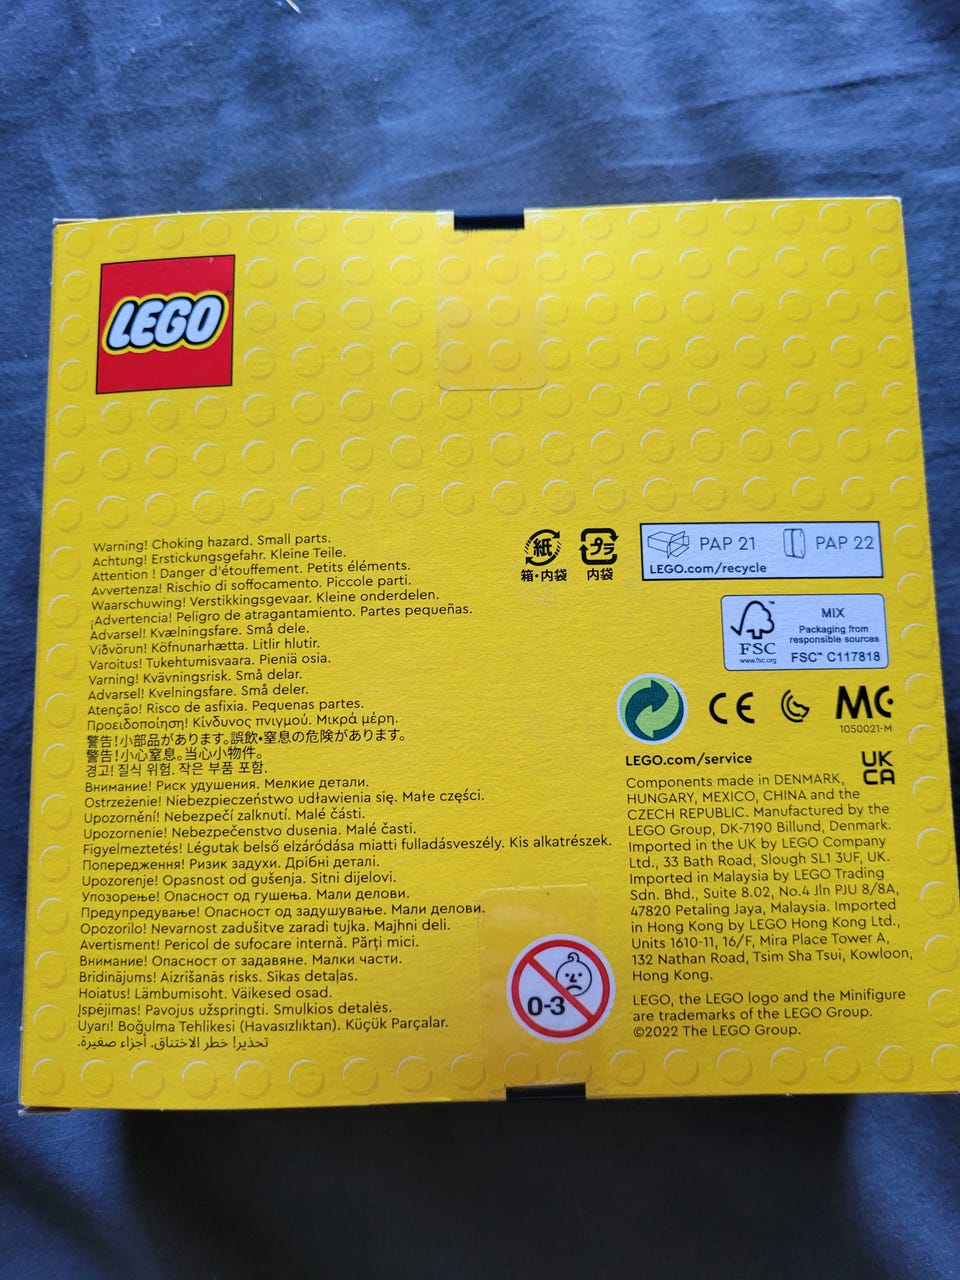 LEGO®
Warning! Choking hazard. Small parts.
Achtung! Erstickungsgefahr. Kleine Teile.
Attention ! Danger d'étouffement. Petits éléments.
Avvertenza! Rischio di soffocamento. Piccole parti.
Waarschuwing! Verstikkingsgevaar. Kleine onderdelen.
¡Advertencia! Peligro de atragantamiento. Partes pequeñas.
Advarsel! Kvælningsfare. Små dele.
Viðvörun! Köfnunarhætta. Litlir hlutir.
Varoitus! Tukehtumisvaara. Pieniä osia.
Varning! Kvävningsrisk. Små delar.
Advarsel! Kvelningsfare. Små deler.
Atenção! Risco de asfixia. Pequenas partes.
Προειδοποίηση! Κίνδυνος πνιγμού. Μικρά μέρη.
警告!小部品があります。誤飲•窒息の危険があります。
警告!小心窒息。当心小物件。
경고! 질식 위험. 작은 부품 포함.
Внимание! Риск удушения. Мелкие детали.
Ostrzeżenie! Niebezpieczeństwo udławienia się. Małe części.
Upozornění! Nebezpečí zalknutí. Malé části.
Upozornenie! Nebezpečenstvo dusenia. Malé časti.
Figyelmeztetés! Légutak belső elzáródása miatti fulladásveszély. Kis alkatrészek.
Попередження! Ризик задухи. Дрібні деталі.
Upozorenje! Opasnost od gušenja. Sitni dijelovi.
Упозорење! Опасност од гушења. Мали делови.
Предупредување! Опасност од задушување. Мали делови.
Opozorilo! Nevarnost zadušitve zaradi tujka. Majhni deli.
Avertisment! Pericol de sufocare internă. Părți mici.
Внимание! Опасност от задавяне. Малки части.
Brīdinājums! Aizrīšanās risks. Sīkas detaļas.
Hoiatus! Lämbumisoht. Väikesed osad.
Įspėjimas! Pavojus užspringti. Smulkios detalės.
Uyarı! Boğulma Tehlikesi (Havasızlıktan). Küçük Parçalar.
تحذير! خطر الاختناق. أجزاء صغيرة.
紙
プラ
箱•内袋
内袋
PAP 21
PAP 22
LEGO.com/recycle
FSC™
www.fsc.org
MIX
Packaging from
responsible sources
FSC™ C117818
CE
MC
1050021-M
LEGO.com/service
UK
CA
Components made in DENMARK,
HUNGARY, MEXICO, CHINA and the
CZECH REPUBLIC. Manufactured by the
LEGO Group, DK-7190 Billund, Denmark.
Imported in the UK by LEGO Company
Ltd., 33 Bath Road, Slough SL1 3UF, UK.
Imported in Malaysia by LEGO Trading
Sdn. Bhd., Suite 8.02, No.4 Jln PJU 8/8A,
47820 Petaling Jaya, Malaysia. Imported
in Hong Kong by LEGO Hong Kong Ltd.,
Units 1610-11, 16/F, Mira Place Tower A,
132 Nathan Road, Tsim Sha Tsui, Kowloon,
Hong Kong.
0-3
LEGO, the LEGO logo and the Minifigure
are trademarks of the LEGO Group.
©2022 The LEGO Group.